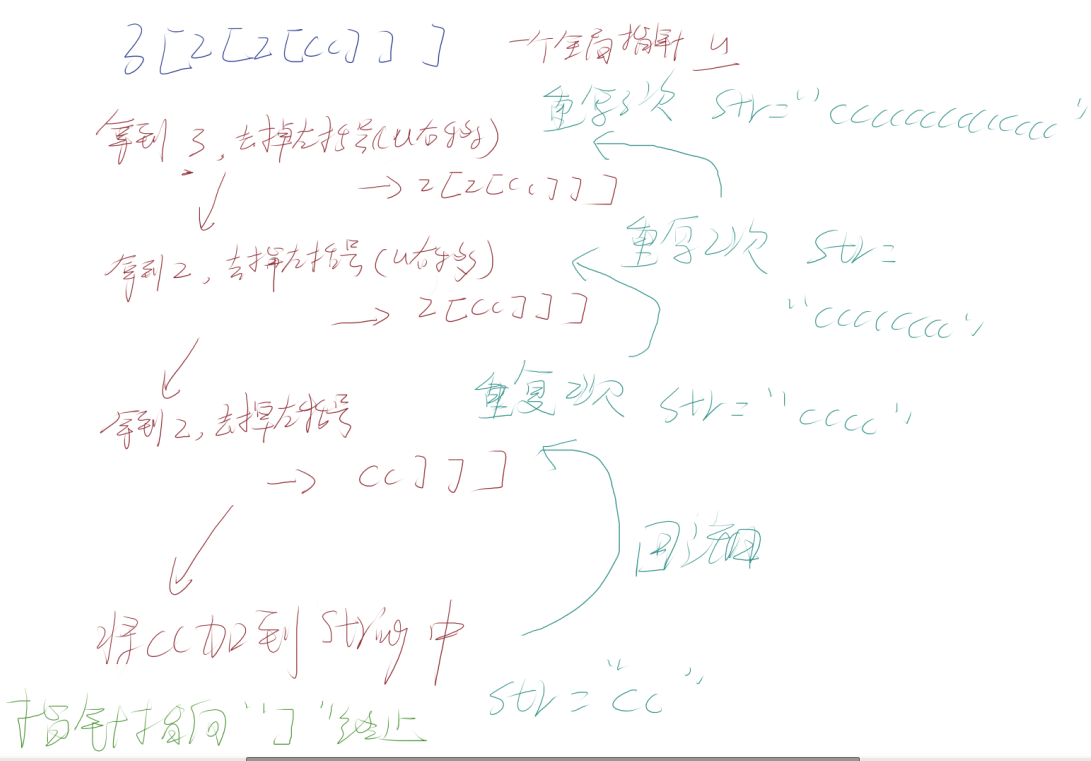 3[2[2[cc]]] 一个全局指针 u
重复3次 str="cccccccccccc"
拿到3,去掉左括号(u右移)
→ 2[2[cc]]]
重复2次 str=
"cccccccc"
拿到2,去掉左括号(u右移)
→ 2[cc]]]
重复2次 str="cccc"
拿到2,去掉左括号
→ cc]]]
回溯
将cc加到string中
str="cc"
指针指向"]"终止